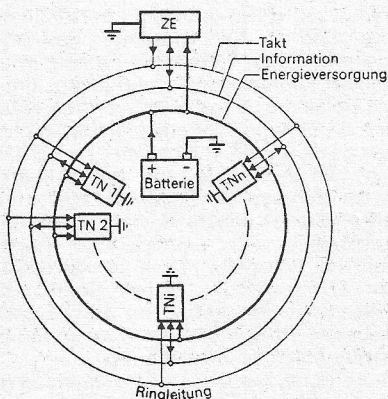 ZE
Takt
Information
Energieversorgung
+ -
Batterie
TN 1
TNn
TN 2
TNi
Ringleitung